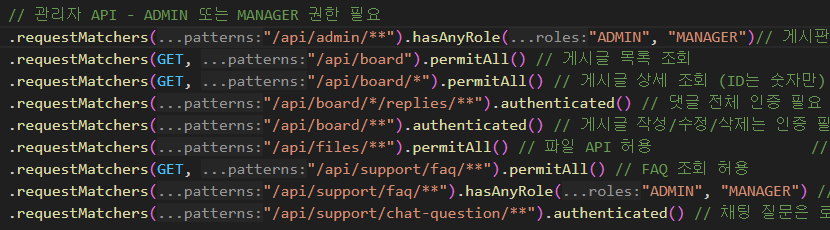 // 관리자 API - ADMIN 또는 MANAGER 권한 필요
.requestMatchers(...patterns:"/api/admin/**").hasAnyRole(...roles:"ADMIN", "MANAGER")// 게시판
.requestMatchers(GET, ...patterns:"/api/board").permitAll() // 게시글 목록 조회
.requestMatchers(GET, ...patterns:"/api/board/*").permitAll() // 게시글 상세 조회 (ID는 숫자만)
.requestMatchers(...patterns:"/api/board/*/replies/**").authenticated() // 댓글 전체 인증 필요
.requestMatchers(...patterns:"/api/board/**").authenticated() // 게시글 작성/수정/삭제는 인증 필
.requestMatchers(...patterns:"/api/files/**").permitAll() // 파일 API 허용 //
.requestMatchers(GET, ...patterns:"/api/support/faq/**").permitAll() // FAQ 조회 허용
.requestMatchers(...patterns:"/api/support/faq/**").hasAnyRole(...roles:"ADMIN", "MANAGER") //
.requestMatchers(...patterns:"/api/support/chat-question/**").authenticated() // 채팅 질문은 로